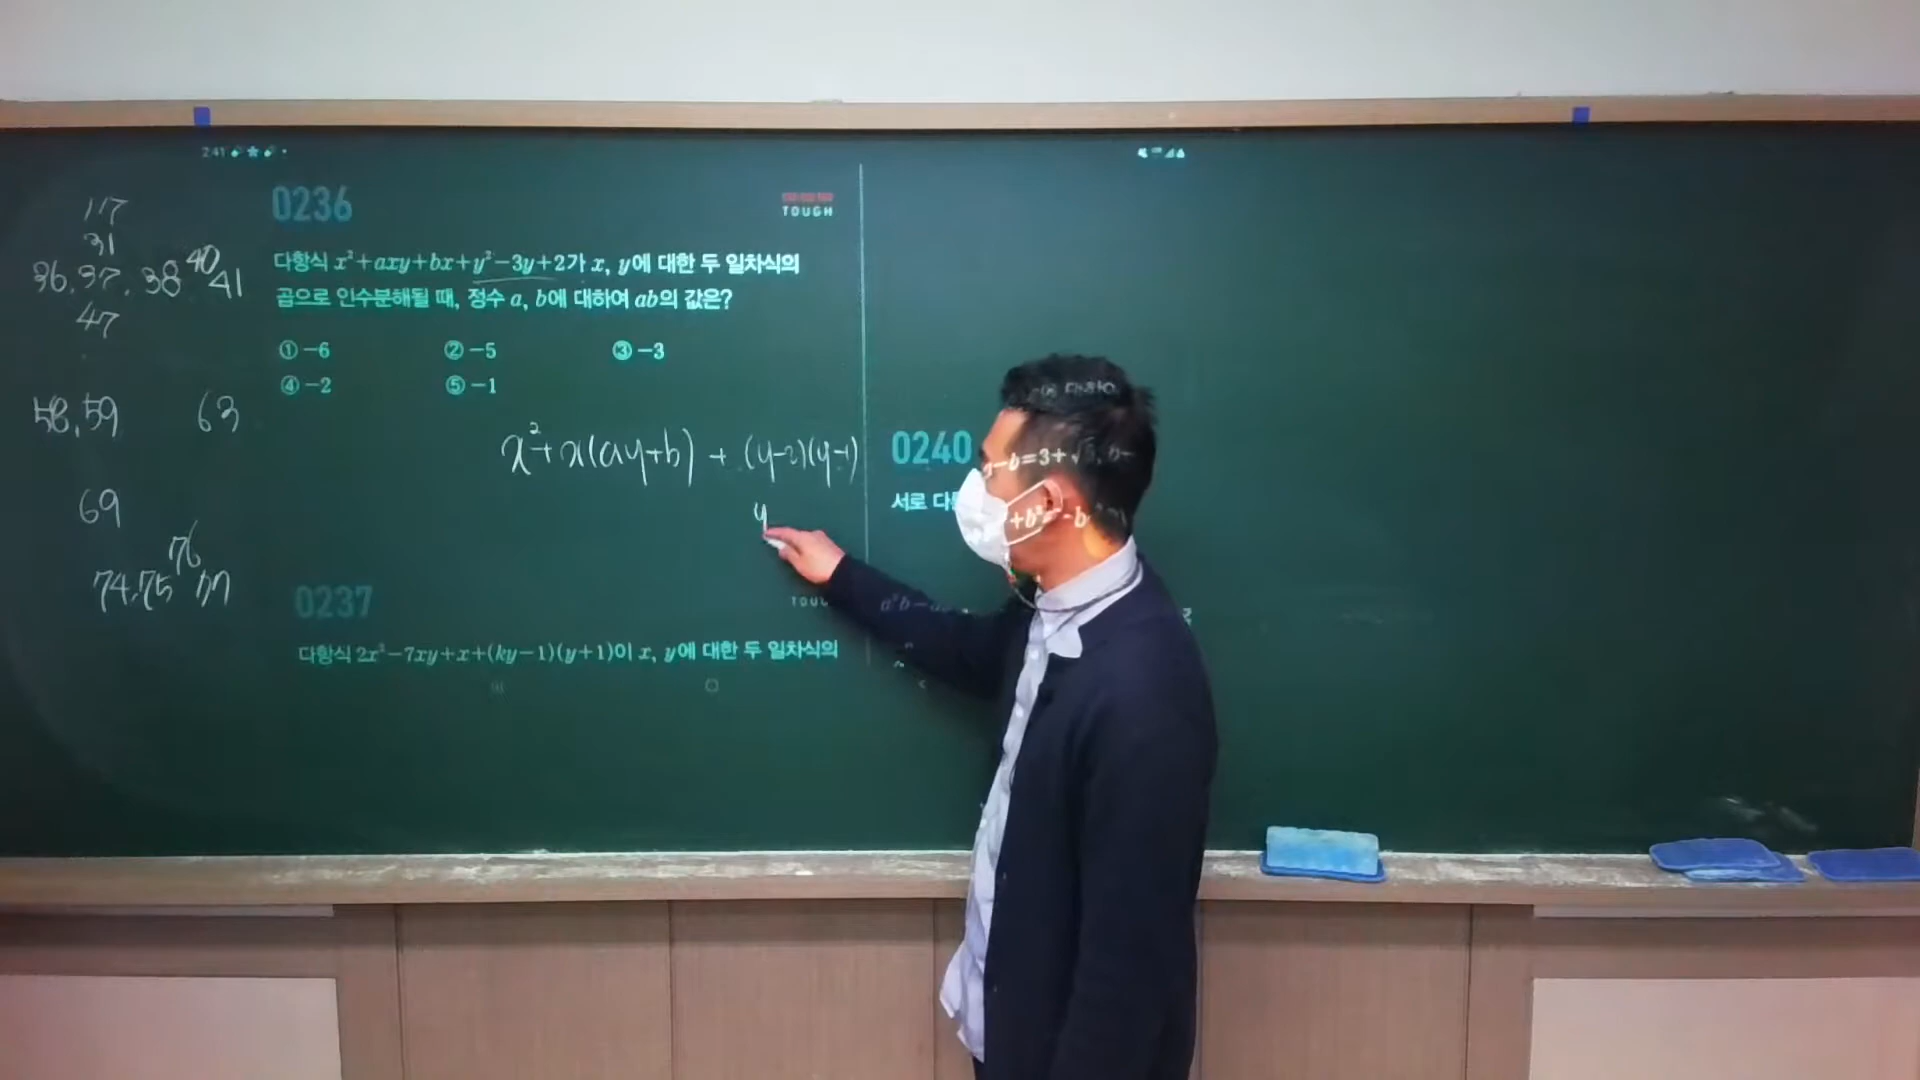 2:41
117
31
36.37.38 40 41
47
58.59 63
69
76
74.75 77
0236
TOUGH
다항식 x²+axy+bx+y²-3y+2가 x, y에 대한 두 일차식의
곱으로 인수분해될 때, 정수 a, b에 대하여 ab의 값은?
① -6 ② -5 ③ -3
④ -2 ⑤ -1
x²+x(ay+b)+(y-2)(y-1)
y
0237
TOU
다항식 2x²-7xy+x+(ky-1)(y+1)이 x, y에 대한 두 일차식의
0240
-b=3+√
서로 다